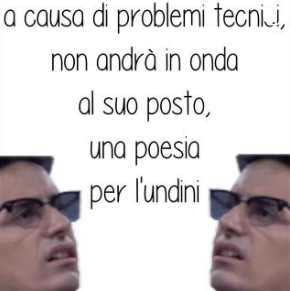 a causa di problemi tecnici,
non andrà in onda
al suo posto,
una poesia
per l'undini